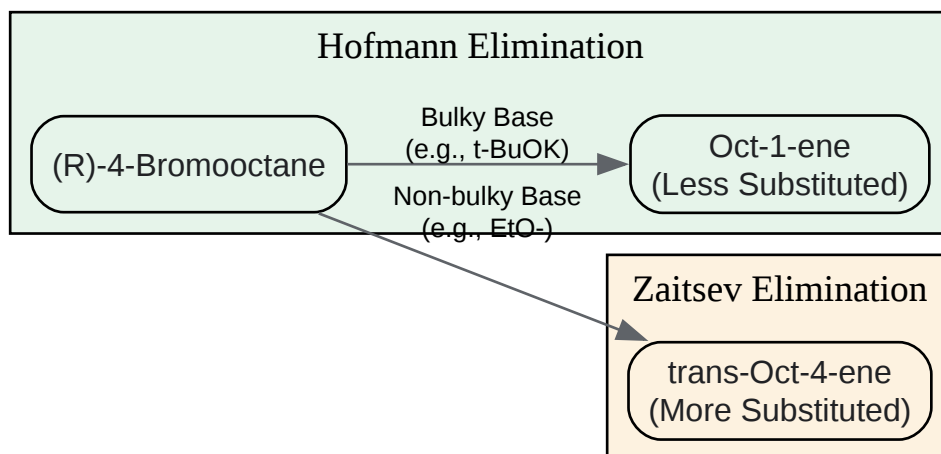 Hofmann Elimination
(R)-4-Bromooctane
Bulky Base
(e.g., t-BuOK)
Oct-1-ene
(Less Substituted)
Non-bulky Base
(e.g., EtO-)
Zaitsev Elimination
trans-Oct-4-ene
(More Substituted)